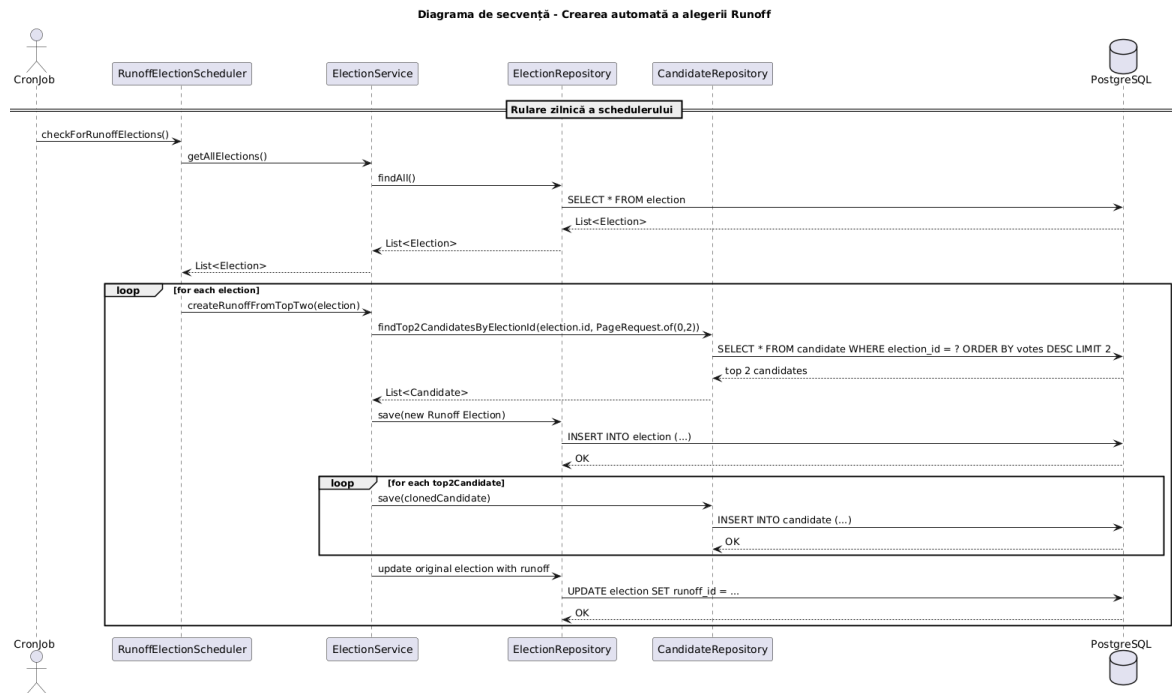 Diagrama de secvență - Crearea automată a alegerii Runoff
CronJob
RunoffElectionScheduler
ElectionService
ElectionRepository
CandidateRepository
PostgreSQL
Rulare zilnică a schedulerului
checkForRunoffElections()
getAllElections()
findAll()
SELECT * FROM election
List<Election>
List<Election>
List<Election>
loop [for each election]
createRunoffFromTopTwo(election)
findTop2CandidatesByElectionId(election.id, PageRequest.of(0,2))
SELECT * FROM candidate WHERE election_id = ? ORDER BY votes DESC LIMIT 2
top 2 candidates
List<Candidate>
save(new Runoff Election)
INSERT INTO election (...)
OK
loop [for each top2Candidate]
save(clonedCandidate)
INSERT INTO candidate (...)
OK
update original election with runoff
UPDATE election SET runoff_id = ...
OK
CronJob
RunoffElectionScheduler
ElectionService
ElectionRepository
CandidateRepository
PostgreSQL